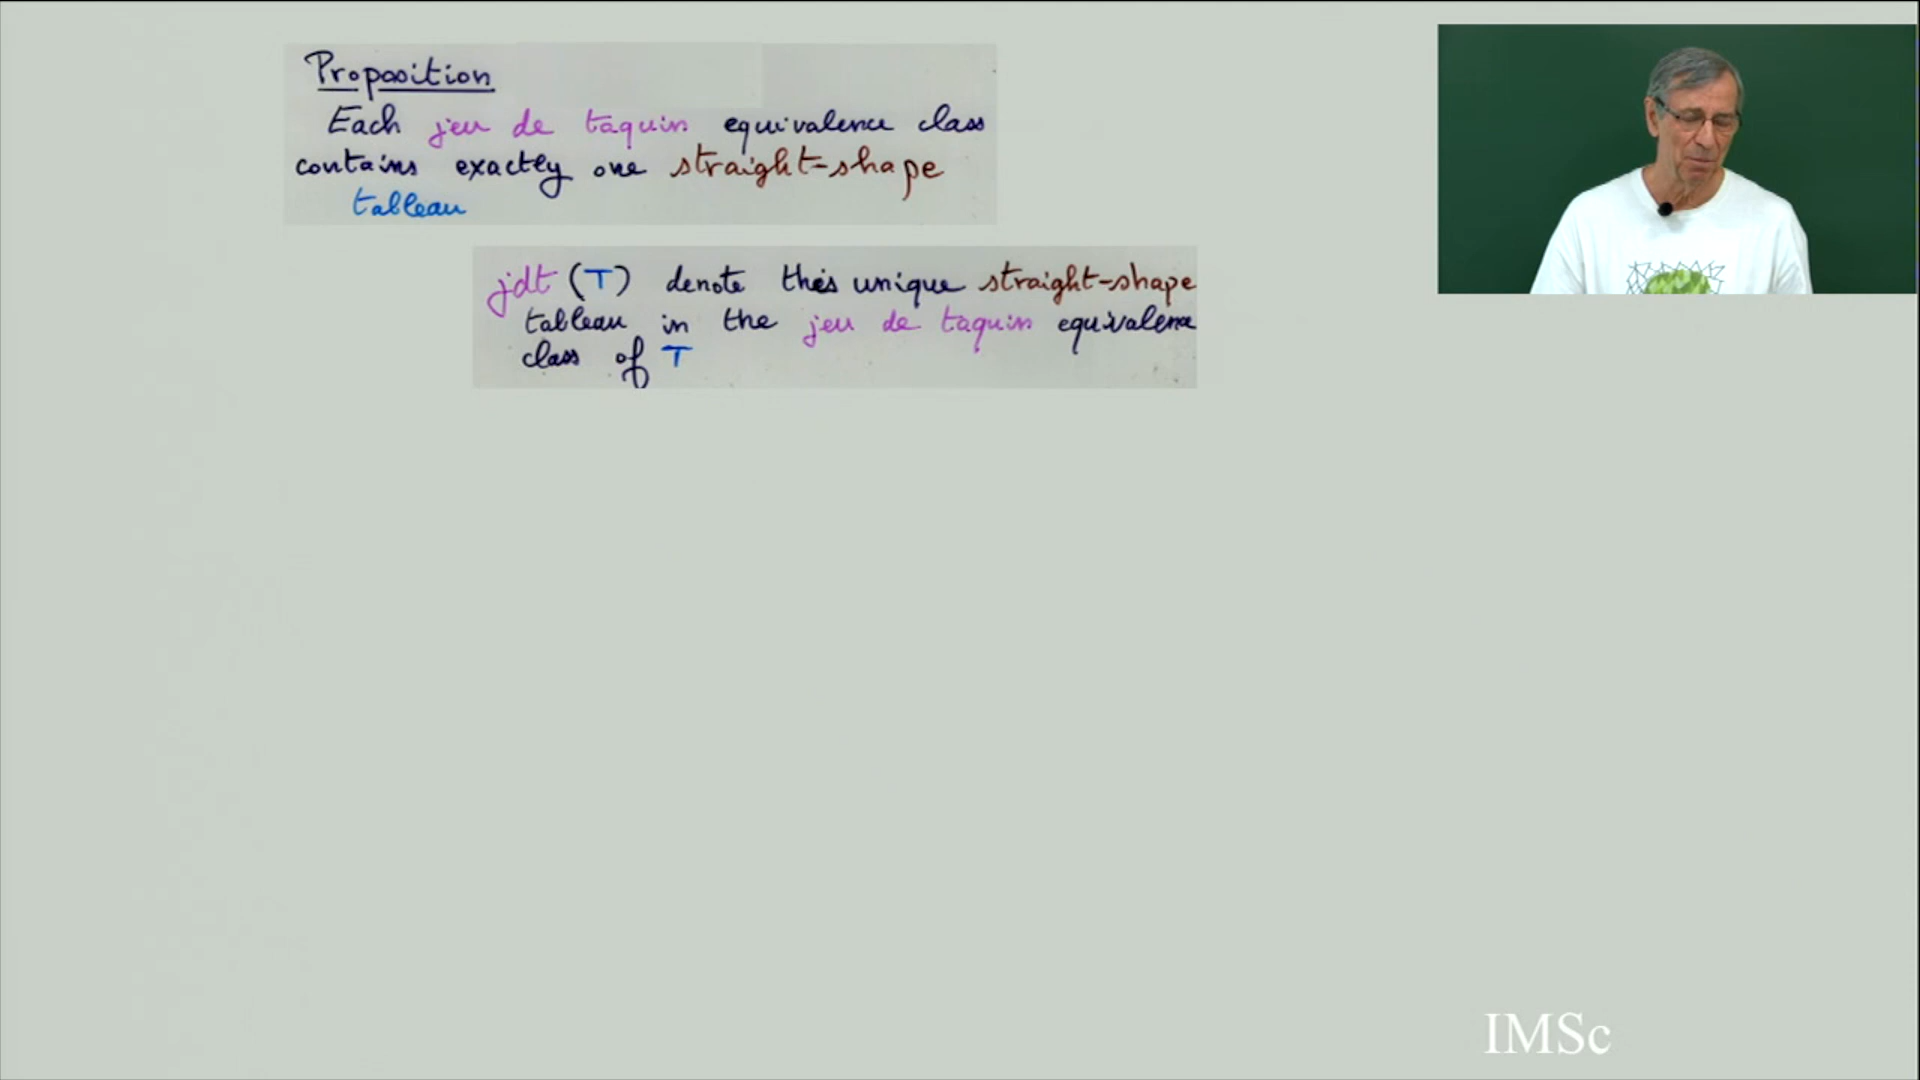 Proposition
Each jeu de taquin equivalence class
contains exactly one straight-shape
tableau
jdt (T) denote this unique straight-shape
tableau in the jeu de taquin equivalence
class of T
IMSc